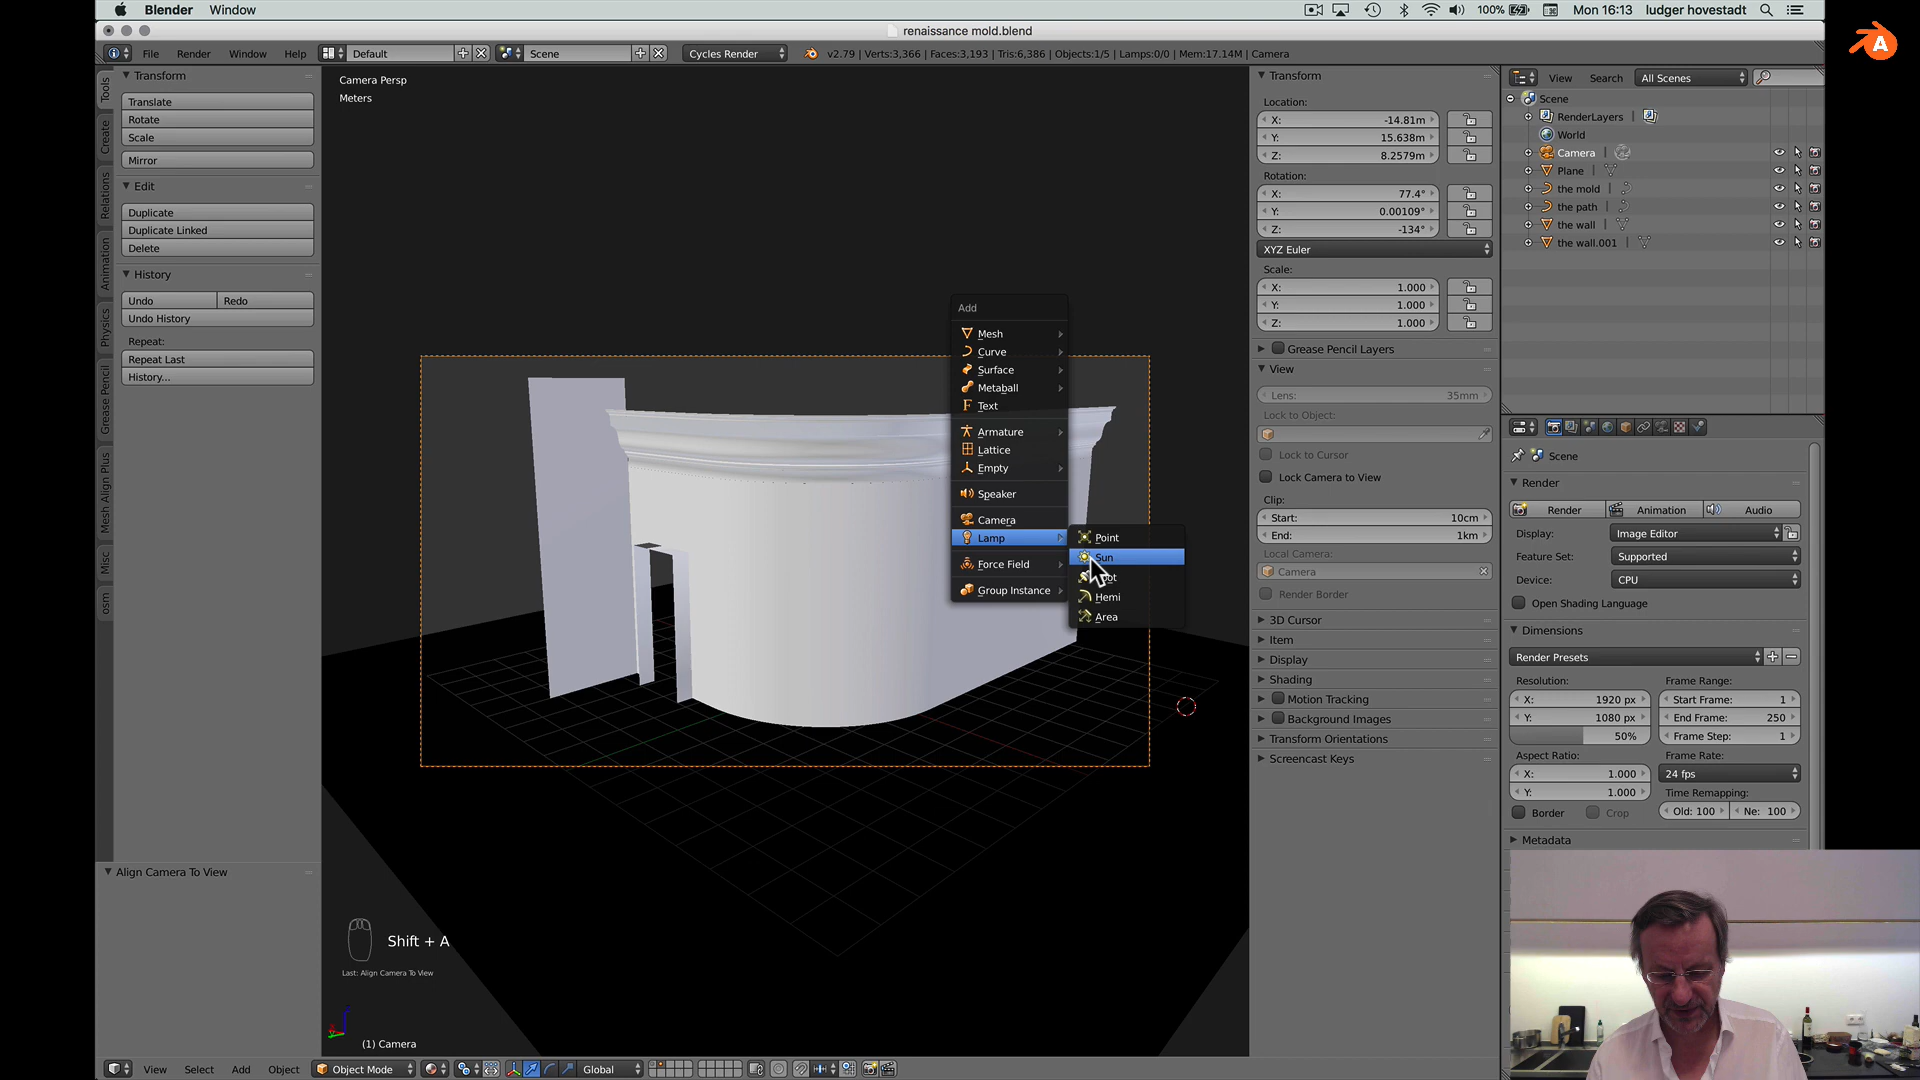 Blender Window 100% Mon 16:13 ludger hovestadt
renaissance mold.blend
File Render Window Help Default Scene Cycles Render v2.79 | Verts:3,366 | Faces:3,193 | Tris:6,386 | Objects:1/5 | Lamps:0/0 | Mem:17.14M | Camera
Tools
Create
Relations
Animation
Physics
Grease Pencil
Mesh Align Plus
Misc
osm
Transform
Translate
Rotate
Scale
Mirror
Edit
Duplicate
Duplicate Linked
Delete
History
Undo Redo
Undo History
Repeat:
Repeat Last
History...
Align Camera To View
Camera Persp
Meters
Add
Mesh
Curve
Surface
Metaball
Text
Armature
Lattice
Empty
Speaker
Camera
Lamp
Force Field
Group Instance
Point
Sun
Hemi
Area
Shift + A
Last: Align Camera To View
(1) Camera
View Select Add Object Object Mode Global
Transform
Location:
X: -14.81m
Y: 15.638m
Z: 8.2579m
Rotation:
X: 77.4°
Y: 0.00109°
Z: -134°
XYZ Euler
Scale:
X: 1.000
Y: 1.000
Z: 1.000
Grease Pencil Layers
View
Lens: 35mm
Lock to Object:
Lock to Cursor
Lock Camera to View
Clip:
Start: 10cm
End: 1km
Local Camera:
Camera
Render Border
3D Cursor
Item
Display
Shading
Motion Tracking
Background Images
Transform Orientations
Screencast Keys
View Search All Scenes
Scene
RenderLayers
World
Camera
Plane
the mold
the path
the wall
the wall.001
Scene
Render
Render Animation Audio
Display: Image Editor
Feature Set: Supported
Device: CPU
Open Shading Language
Dimensions
Render Presets
Resolution: Frame Range:
X: 1920 px Start Frame: 1
Y: 1080 px End Frame: 250
50% Frame Step: 1
Aspect Ratio: Frame Rate:
X: 1.000 24 fps
Y: 1.000 Time Remapping:
Border Crop Old: 100 Ne: 100
Metadata
A